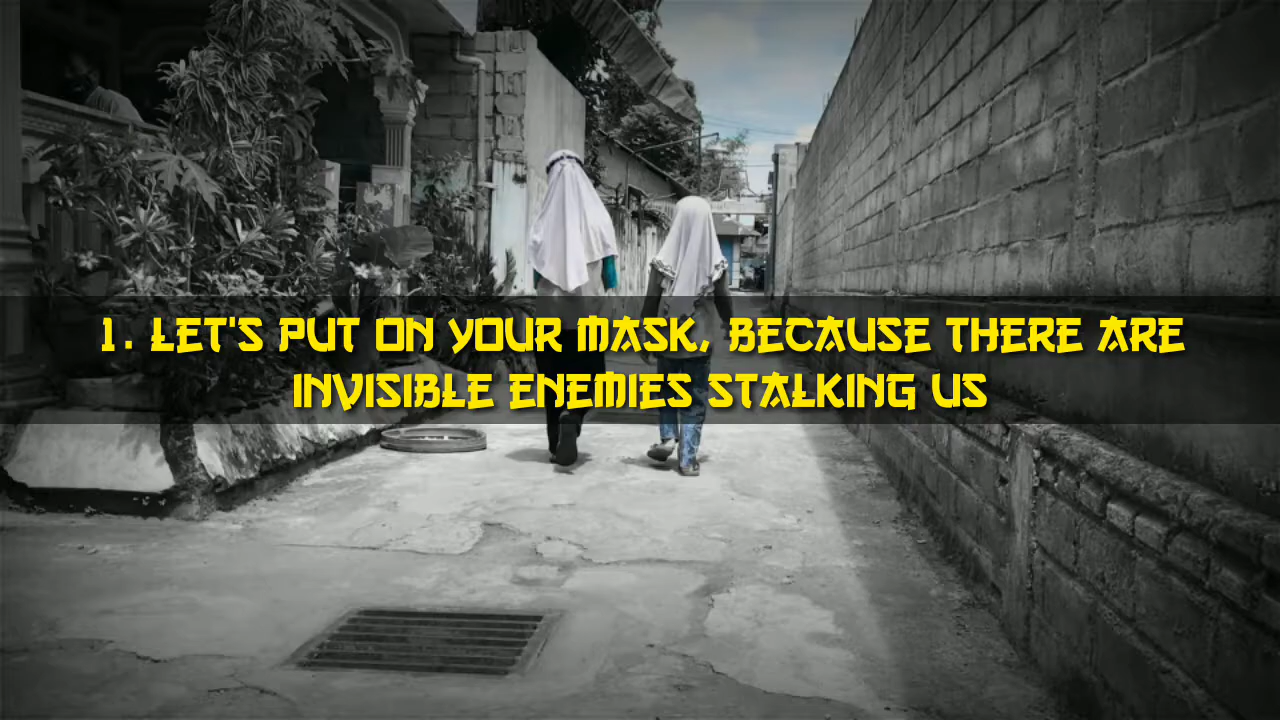 1. LET'S PUT ON YOUR MASK, BECAUSE THERE ARE
INVISIBLE ENEMIES STALKING US